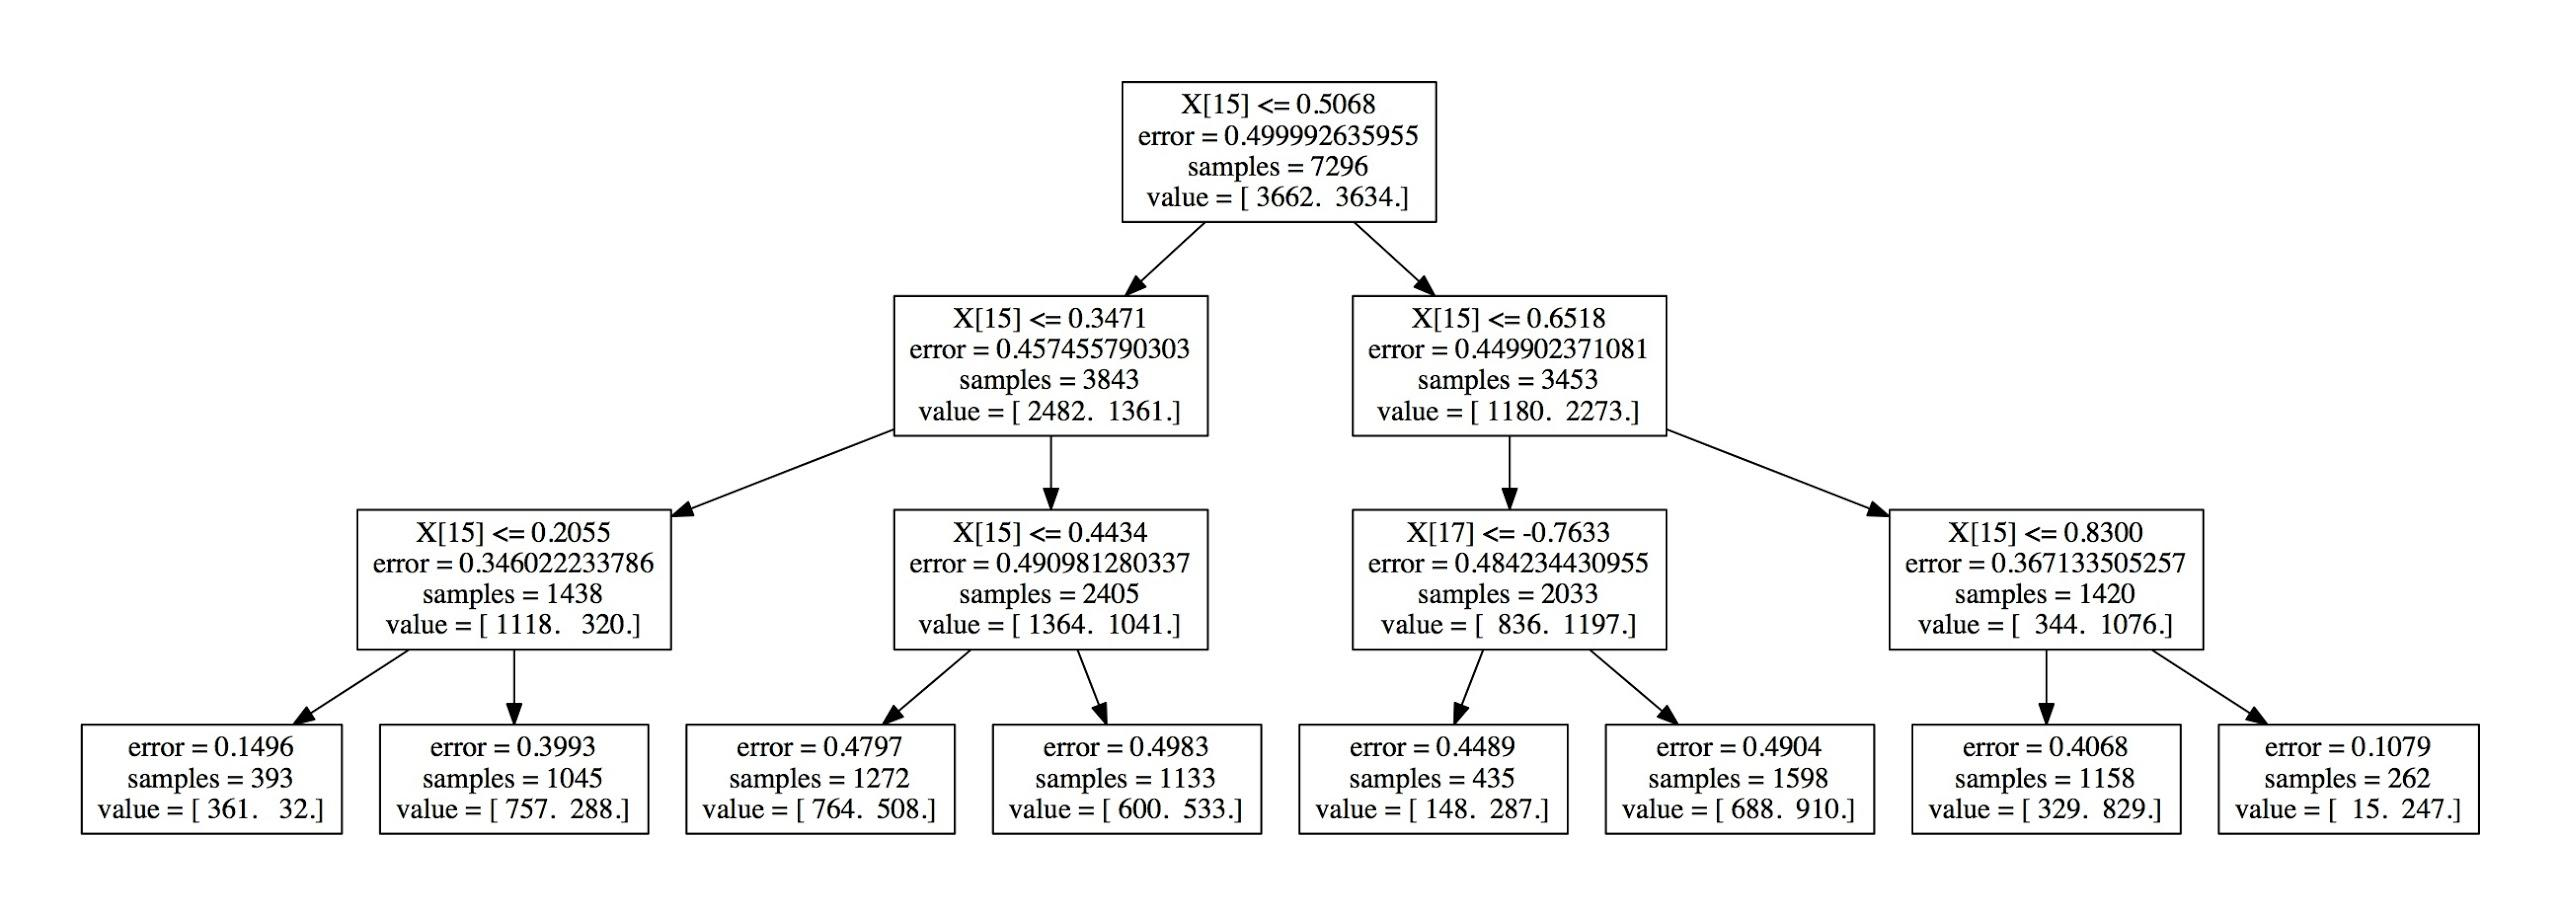 X[15] <= 0.5068
error = 0.499992635955
samples = 7296
value = [ 3662.  3634.]
X[15] <= 0.3471
error = 0.457455790303
samples = 3843
value = [ 2482.  1361.]
X[15] <= 0.6518
error = 0.449902371081
samples = 3453
value = [ 1180.  2273.]
X[15] <= 0.2055
error = 0.346022233786
samples = 1438
value = [ 1118.   320.]
X[15] <= 0.4434
error = 0.490981280337
samples = 2405
value = [ 1364.  1041.]
X[17] <= -0.7633
error = 0.484234430955
samples = 2033
value = [  836.  1197.]
X[15] <= 0.8300
error = 0.367133505257
samples = 1420
value = [  344.  1076.]
error = 0.1496
samples = 393
value = [ 361.   32.]
error = 0.3993
samples = 1045
value = [ 757.  288.]
error = 0.4797
samples = 1272
value = [ 764.  508.]
error = 0.4983
samples = 1133
value = [ 600.  533.]
error = 0.4489
samples = 435
value = [ 148.  287.]
error = 0.4904
samples = 1598
value = [ 688.  910.]
error = 0.4068
samples = 1158
value = [ 329.  829.]
error = 0.1079
samples = 262
value = [  15.  247.]